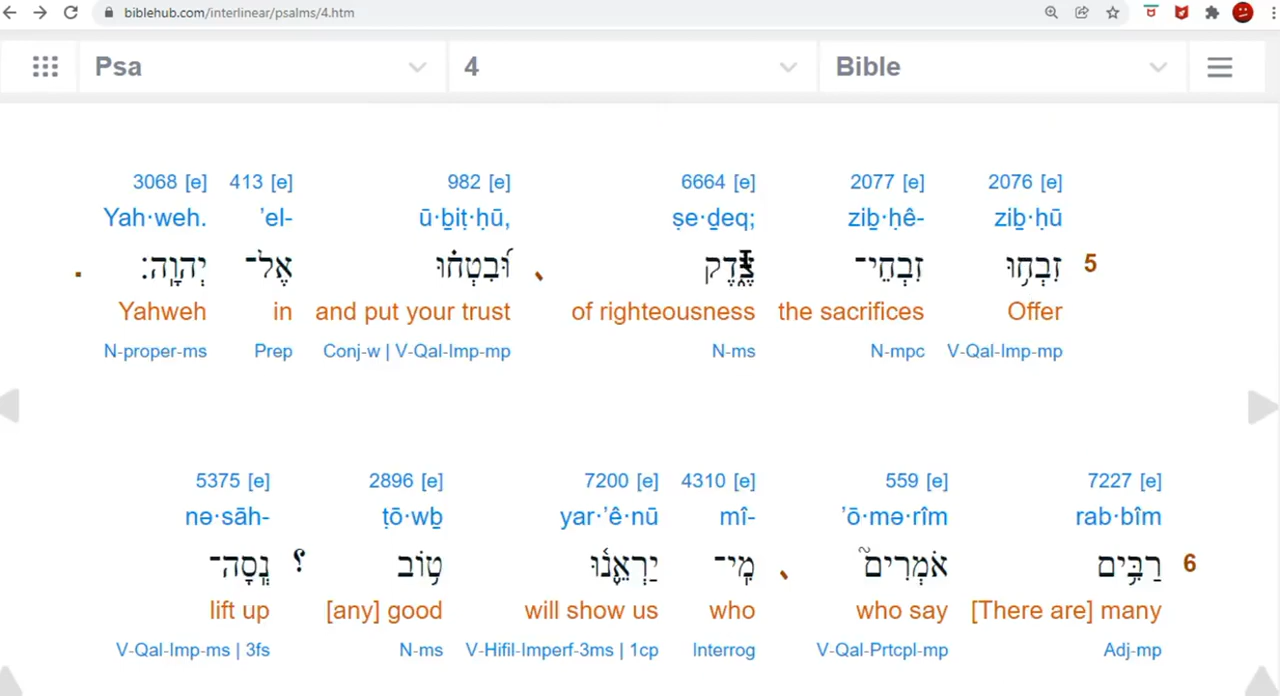 biblehub.com/interlinear/psalms/4.htm
Psa 4 Bible
3068 [e] 413 [e] 982 [e] 6664 [e] 2077 [e] 2076 [e]
Yah·weh. ’el- ū·ḇiṭ·ḥū, ṣe·ḏeq; ziḇ·ḥê- ziḇ·ḥū
5 זִבְח֥וּ זִבְחֵי־ צֶ֑דֶק ､ וּ֝בִטְח֗וּ אֶל־ יְהוָֽה׃ .
Yahweh in and put your trust of righteousness the sacrifices Offer
N-proper-ms Prep Conj-w | V-Qal-Imp-mp N-ms N-mpc V-Qal-Imp-mp
5375 [e] 2896 [e] 7200 [e] 4310 [e] 559 [e] 7227 [e]
nə·sāh- ṭō·wḇ yar·’ê·nū mî- ’ō·mə·rîm rab·bîm
6 רַבִּ֥ים אֹמְרִים֮ ､ מִֽי־ יַרְאֵ֪נ֫וּ ט֥וֹב ؟ נְֽסָה־
lift up [any] good will show us who who say [There are] many
V-Qal-Imp-ms | 3fs N-ms V-Hifil-Imperf-3ms | 1cp Interrog V-Qal-Prtcpl-mp Adj-mp